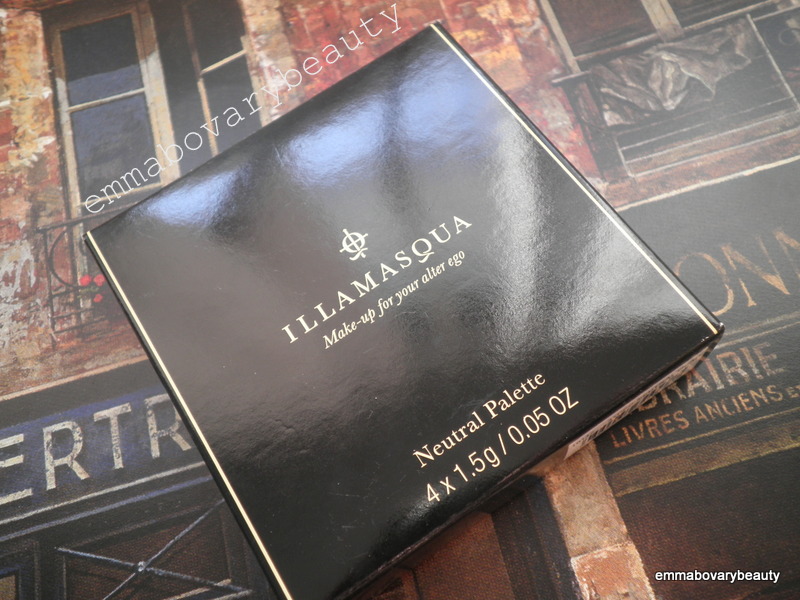 emmabovarybeauty
ILLAMASQUA
Make-up for your alter ego
Neutral Palette
4 x 1.5g / 0.05 OZ
ERTR
ONN
RAIRIE
LIVRES ANCIENS
emmabovarybeauty